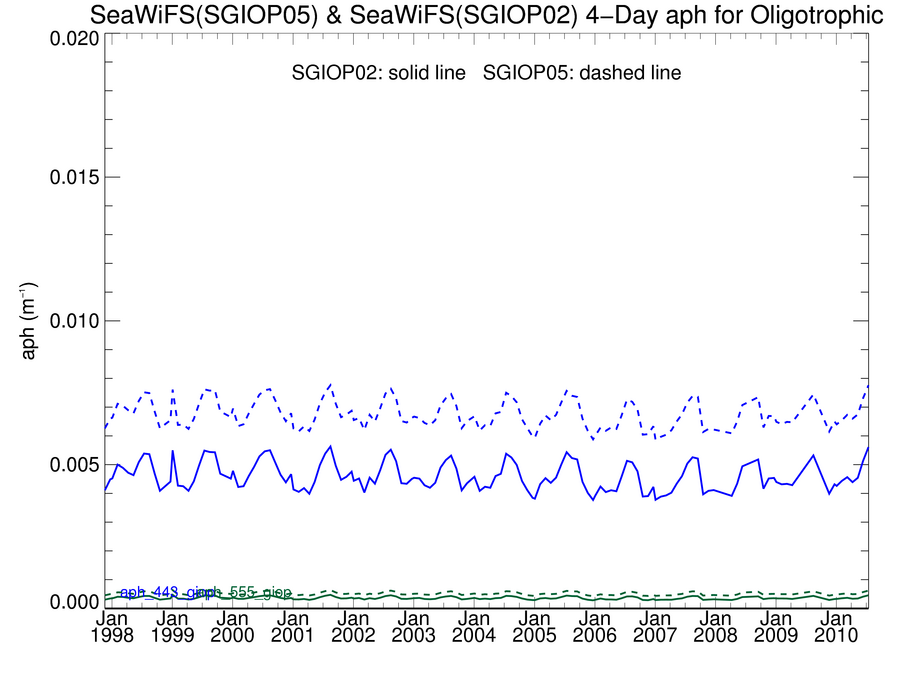 SeaWiFS(SGIOP05) & SeaWiFS(SGIOP02) 4−Day aph for Oligotrophic
SGIOP02: solid line SGIOP05: dashed line
0.020
0.015
0.010
0.005
0.000
aph (m⁻¹)
aph_443_giop aph_555_giop
Jan Jan Jan Jan Jan Jan Jan Jan Jan Jan Jan Jan Jan
1998 1999 2000 2001 2002 2003 2004 2005 2006 2007 2008 2009 2010